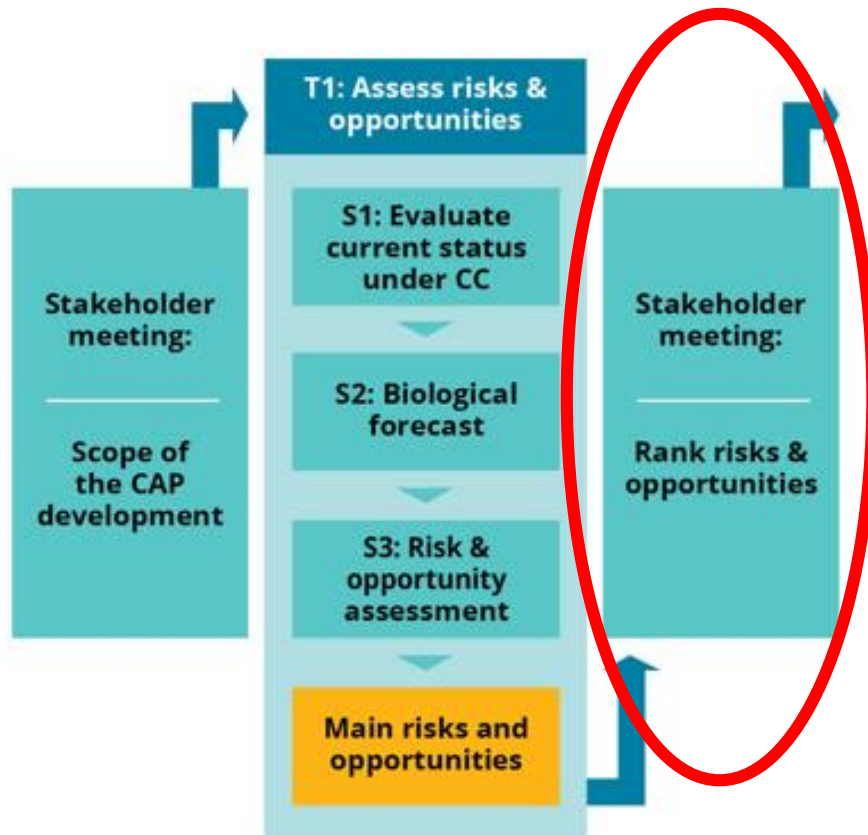 Stakeholder
meeting:
Scope of
the CAP
development
T1: Assess risks &
opportunities
S1: Evaluate
current status
under CC
S2: Biological
forecast
S3: Risk &
opportunity
assessment
Main risks and
opportunities
Stakeholder
meeting:
Rank risks &
opportunities